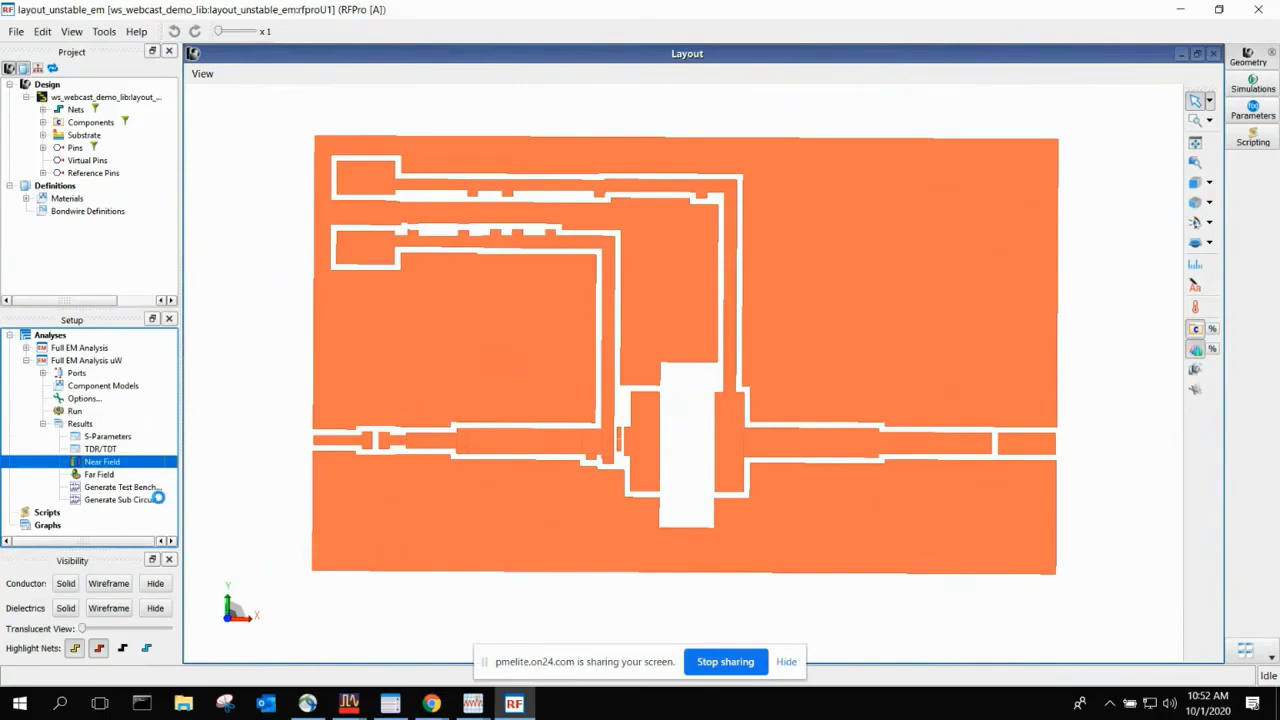 layout_unstable_em [ws_webcast_demo_lib:layout_unstable_em:rfproU1] (RFPro [A])
File Edit View Tools Help
x 1
Project
Design
ws_webcast_demo_lib:layout_...
Nets
Components
Substrate
Pins
Virtual Pins
Reference Pins
Definitions
Materials
Bondwire Definitions
Setup
Analyses
Full EM Analysis
Full EM Analysis uW
Ports
Component Models
Options...
Run
Results
S-Parameters
TDR/TDT
Near Field
Far Field
Generate Test Bench...
Generate Sub Circu
Scripts
Graphs
Visibility
Conductor: Solid Wireframe Hide
Dielectrics: Solid Wireframe Hide
Translucent View:
Highlight Nets:
Layout
View
Y
X
Geometry
Simulations
f(x)
Parameters
Scripting
C %
%
Aa
pmelite.on24.com is sharing your screen. Stop sharing Hide
Idle
RF
10:52 AM
10/1/2020